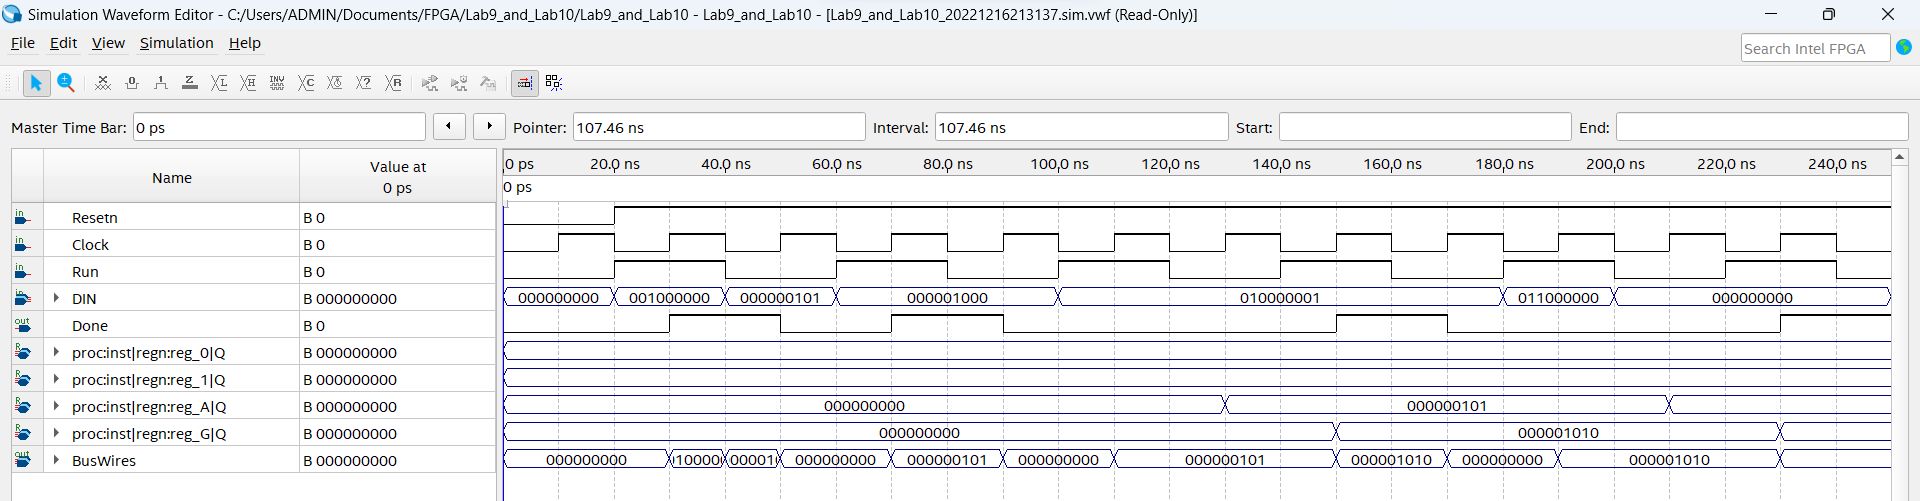 Simulation Waveform Editor - C:/Users/ADMIN/Documents/FPGA/Lab9_and_Lab10/Lab9_and_Lab10 - Lab9_and_Lab10 - [Lab9_and_Lab10_20221216213137.sim.vwf (Read-Only)]
File Edit View Simulation Help
Search Intel FPGA
Master Time Bar: 0 ps Pointer: 107.46 ns Interval: 107.46 ns Start: End:
Name Value at 0 ps
0 ps 20.0 ns 40.0 ns 60.0 ns 80.0 ns 100.0 ns 120.0 ns 140.0 ns 160.0 ns 180.0 ns 200.0 ns 220.0 ns 240.0 ns
0 ps
in Resetn B 0
in Clock B 0
in Run B 0
in DIN B 000000000 000000000 001000000 000000101 000001000 010000001 011000000 000000000
out Done B 0
R proc:inst|regn:reg_0|Q B 000000000
R proc:inst|regn:reg_1|Q B 000000000
R proc:inst|regn:reg_A|Q B 000000000 000000000 000000101
R proc:inst|regn:reg_G|Q B 000000000 000000000 000001010
out BusWires B 000000000 000000000 10000 00001 000000000 000000101 000000000 000000101 000001010 000000000 000001010